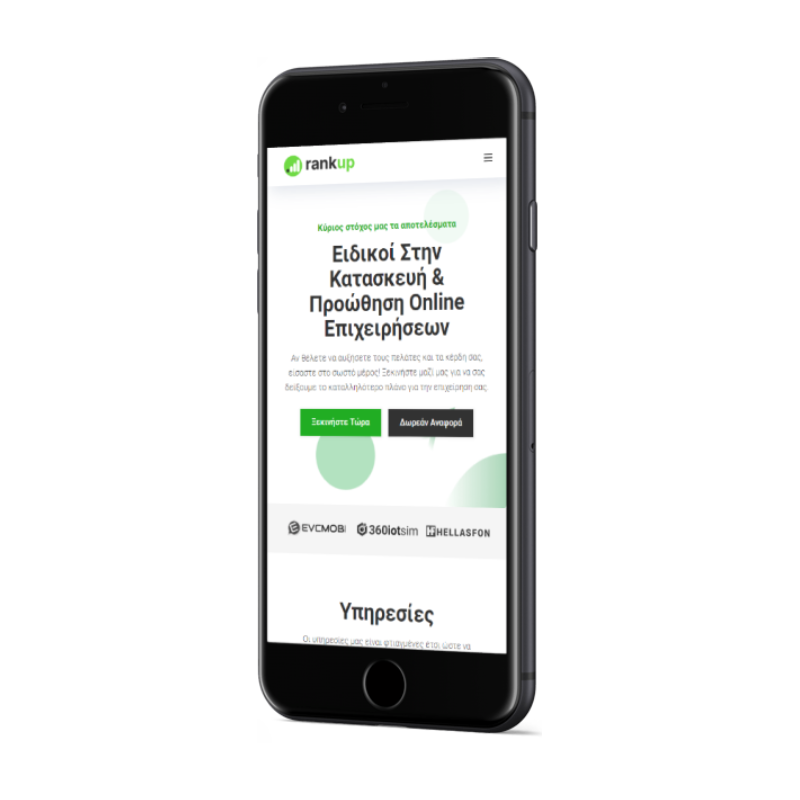 rankup
Κύριος στόχος μας τα αποτελέσματα
Ειδικοί Στην
Κατασκευή &
Προώθηση Online
Επιχειρήσεων
Αν θέλετε να αυξήσετε τους πελάτες και τα κέρδη σας,
είσαστε στο σωστό μέρος! Ξεκινήστε μαζί μας για να σας
δείξουμε το καταλληλότερο πλάνο για την επιχείρηση σας.
Ξεκινήστε Τώρα Δωρεάν Αναφορά
EVCMOBI 360iotsim HELLASFON
Υπηρεσίες
Οι υπηρεσίες μας είναι φτιαγμένες έτσι ώστε να